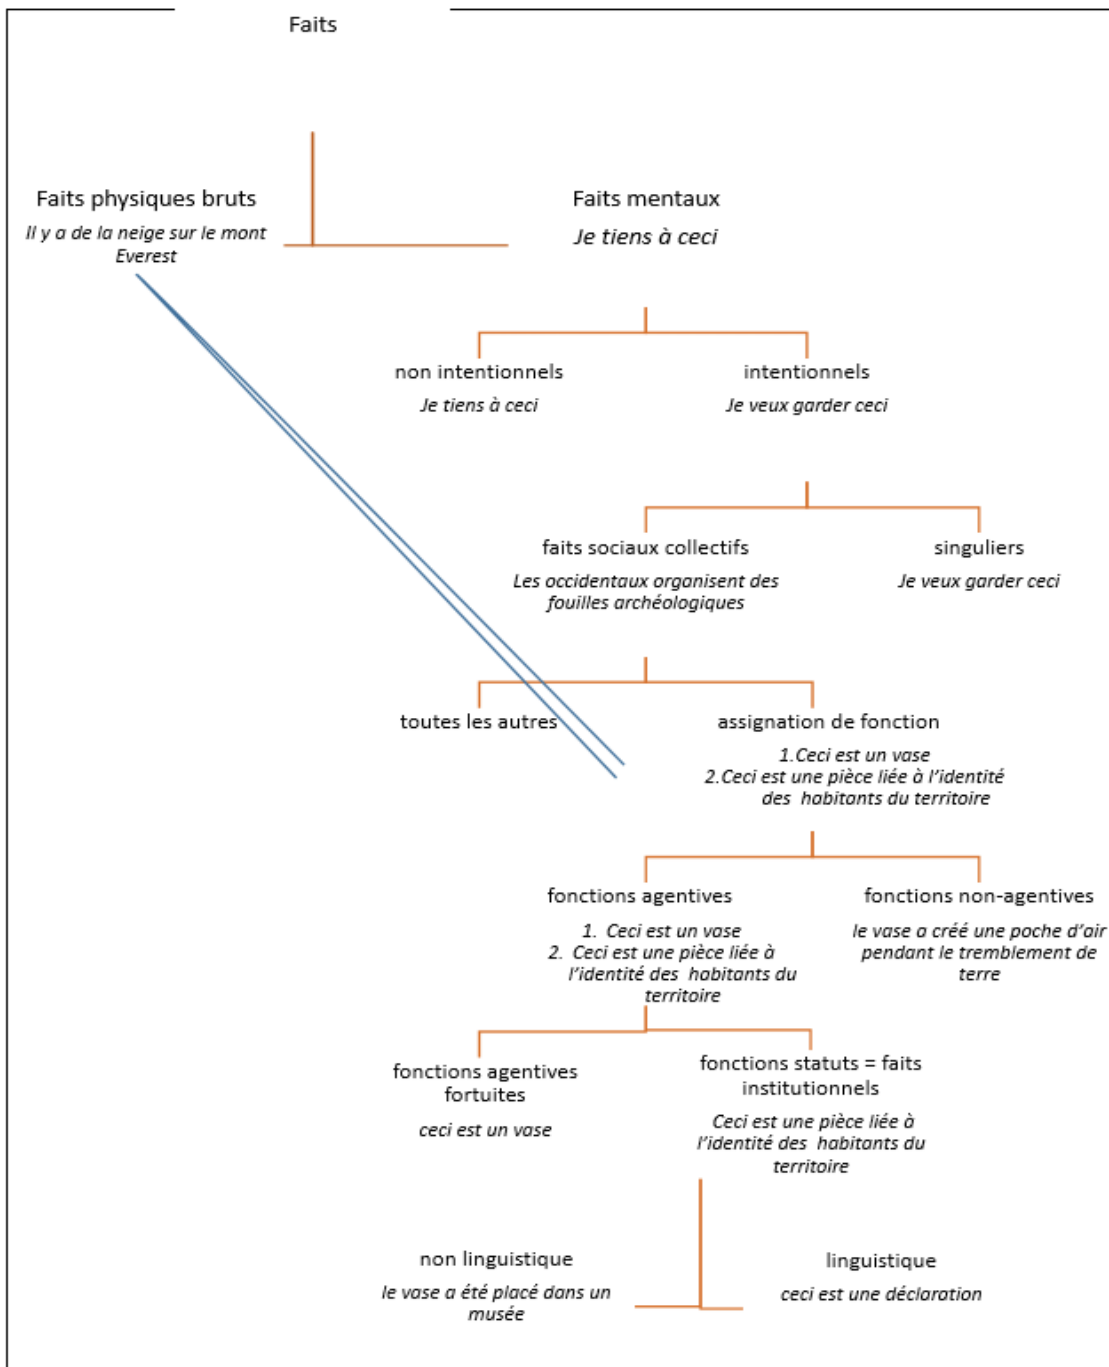 Faits
Faits physiques bruts
Il y a de la neige sur le mont
Everest
Faits mentaux
Je tiens à ceci
non intentionnels
Je tiens à ceci
intentionnels
Je veux garder ceci
faits sociaux collectifs
Les occidentaux organisent des
fouilles archéologiques
singuliers
Je veux garder ceci
toutes les autres
assignation de fonction
1.Ceci est un vase
2.Ceci est une pièce liée à l'identité
des habitants du territoire
fonctions agentives
1. Ceci est un vase
2. Ceci est une pièce liée à
l'identité des habitants du
territoire
fonctions non-agentives
le vase a créé une poche d'air
pendant le tremblement de
terre
fonctions agentives
fortuites
ceci est un vase
fonctions statuts = faits
institutionnels
Ceci est une pièce liée à
l'identité des habitants du
territoire
non linguistique
le vase a été placé dans un
musée
linguistique
ceci est une déclaration